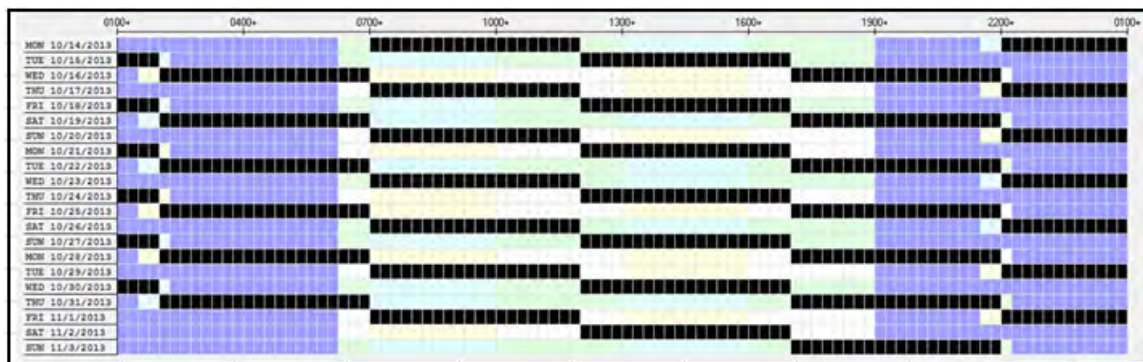 0100+ 0400+ 0700+ 1000+ 1300+ 1600+ 1900+ 2200+ 0100+
MON 10/14/2013
TUE 10/15/2013
WED 10/16/2013
THU 10/17/2013
FRI 10/18/2013
SAT 10/19/2013
SUN 10/20/2013
MON 10/21/2013
TUE 10/22/2013
WED 10/23/2013
THU 10/24/2013
FRI 10/25/2013
SAT 10/26/2013
SUN 10/27/2013
MON 10/28/2013
TUE 10/29/2013
WED 10/30/2013
THU 10/31/2013
FRI 11/1/2013
SAT 11/2/2013
SUN 11/3/2013